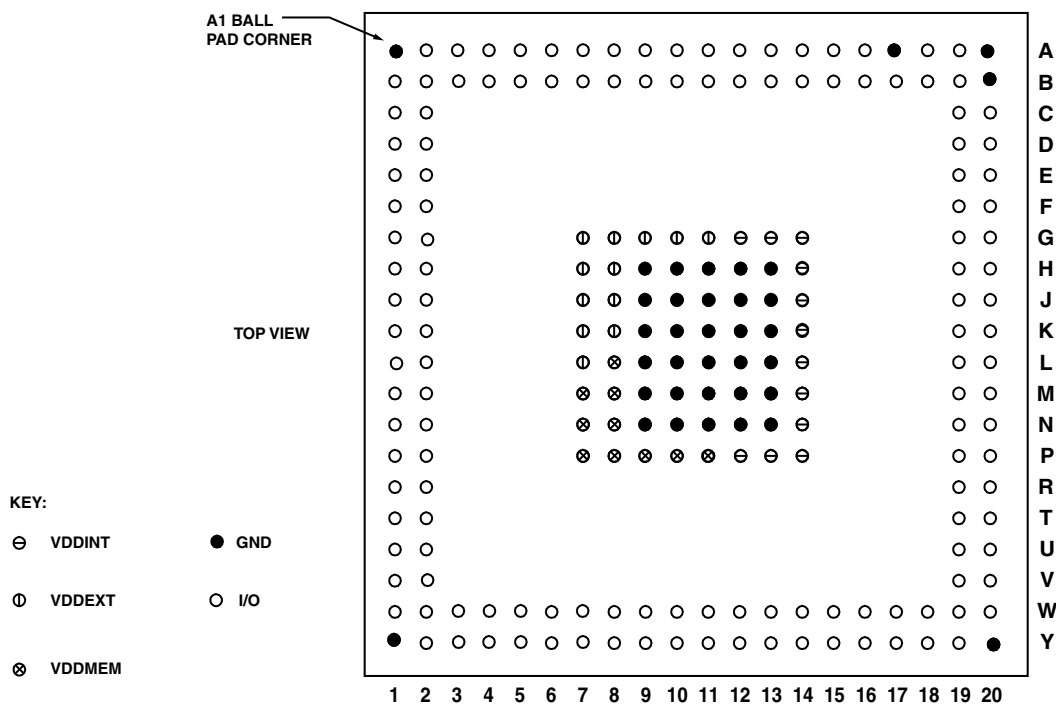 A1 BALL
PAD CORNER
A
B
C
D
E
F
G
H
J
TOP VIEW
K
L
M
N
P
R
KEY:
T
VDDINT GND
U
V
VDDEXT I/O
W
Y
VDDMEM
1 2 3 4 5 6 7 8 9 10 11 12 13 14 15 16 17 18 19 20